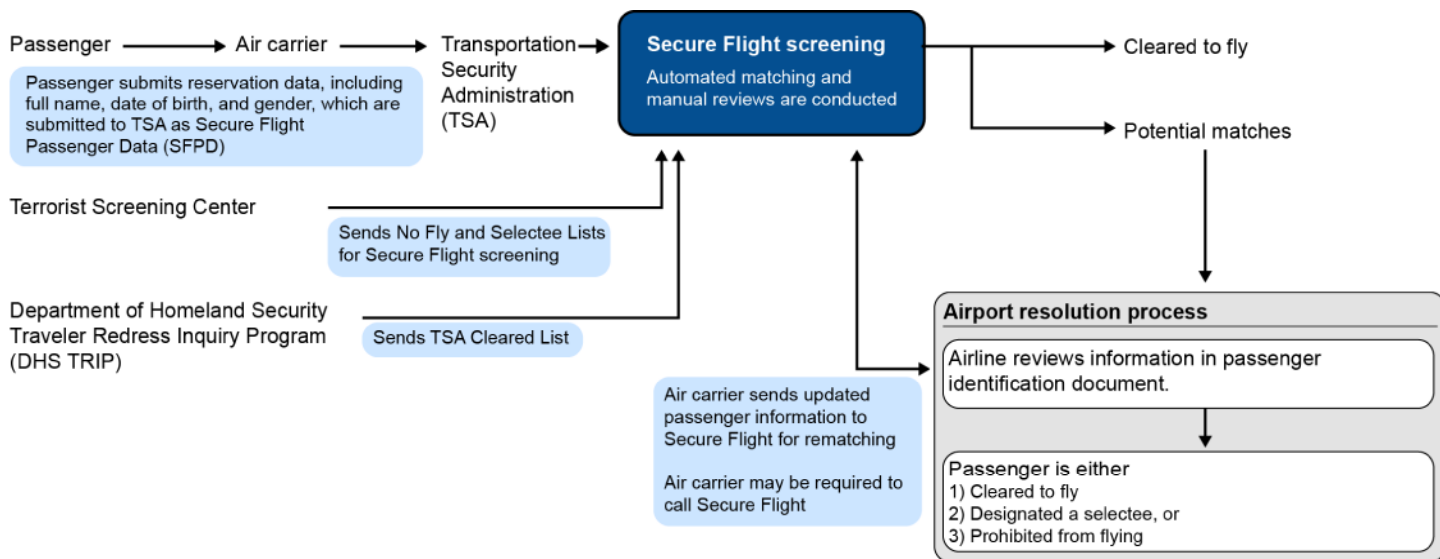 Passenger
Air carrier
Transportation
Security
Administration
(TSA)
Passenger submits reservation data, including
full name, date of birth, and gender, which are
submitted to TSA as Secure Flight
Passenger Data (SFPD)
Secure Flight screening
Automated matching and
manual reviews are conducted
Cleared to fly
Potential matches
Terrorist Screening Center
Sends No Fly and Selectee Lists
for Secure Flight screening
Department of Homeland Security
Traveler Redress Inquiry Program
(DHS TRIP)
Sends TSA Cleared List
Air carrier sends updated
passenger information to
Secure Flight for rematching
Air carrier may be required to
call Secure Flight
Airport resolution process
Airline reviews information in passenger
identification document.
Passenger is either
1) Cleared to fly
2) Designated a selectee, or
3) Prohibited from flying